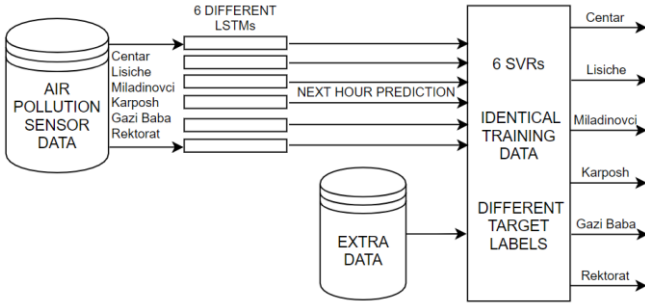 6 DIFFERENT
LSTMs
AIR
POLLUTION
SENSOR
DATA
Centar
Lisiche
Miladinovci
Karposh
Gazi Baba
Rektorat
NEXT HOUR PREDICTION
EXTRA
DATA
6 SVRs
IDENTICAL
TRAINING
DATA
DIFFERENT
TARGET
LABELS
Centar
Lisiche
Miladinovci
Karposh
Gazi Baba
Rektorat